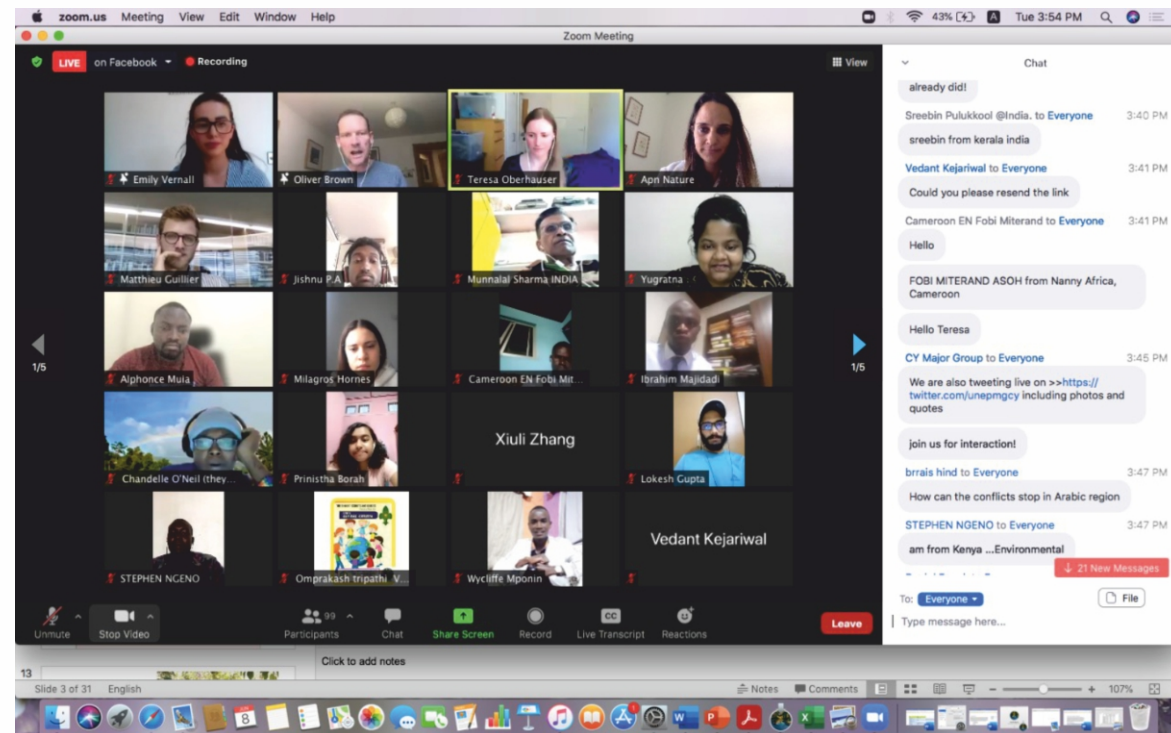 zoom.us Meeting View Edit Window Help 43% A Tue 3:54 PM
Zoom Meeting
LIVE on Facebook Recording View
Emily Vernall Oliver Brown Teresa Oberhauser Apri Nature
Matthieu Guillier Jishnu P.A Munnalal Sharma INDIA Yugratna
Alphonce Muia Milagros Hornes Cameroon EN Fobi Mit... Ibrahim Majidadi
1/5 1/5
Chandelle O'Neil (they... Prinistha Borah Xiuli Zhang Lokesh Gupta
STEPHEN NGENO Omprakash tripathi V... Wycliffe Mponin Vedant Kejariwal
Unmute Stop Video Participants 99 Chat Share Screen Record CC Live Transcript Reactions Leave
Chat
already did!
Sreebin Pulukkool @India. to Everyone 3:40 PM
sreebin from kerala india
Vedant Kejariwal to Everyone 3:41 PM
Could you please resend the link
Cameroon EN Fobi Miterand to Everyone 3:41 PM
Hello
FOBI MITERAND ASOH from Nanny Africa,
Cameroon
Hello Teresa
CY Major Group to Everyone 3:45 PM
We are also tweeting live on >>https://
twitter.com/unepmgcy including photos and
quotes
join us for interaction!
brrais hind to Everyone 3:47 PM
How can the conflicts stop in Arabic region
STEPHEN NGENO to Everyone 3:47 PM
am from Kenya ...Environmental
21 New Messages
To: Everyone File
Type message here...
Click to add notes
13
Slide 3 of 31 English Notes Comments 107%
8